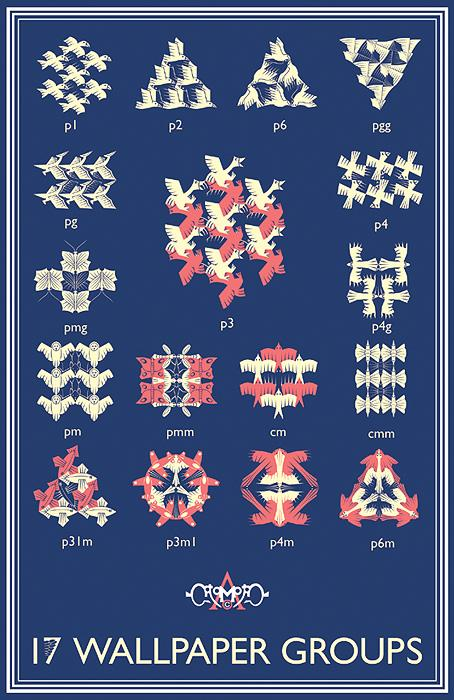 p1 p2 p6 pgg
pg p4
pmg p3 p4g
pm pmm cm cmm
p31m p3m1 p4m p6m
©
17 WALLPAPER GROUPS